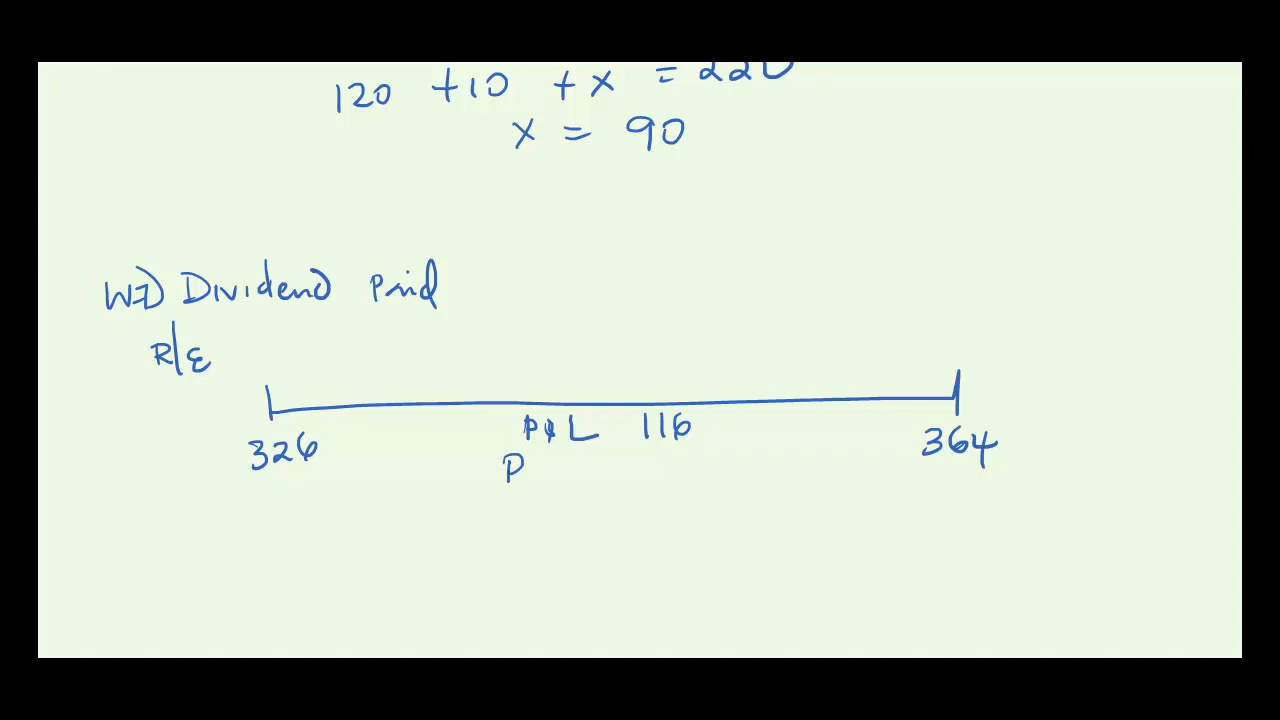 120 +10 + x = 220
x = 90
W7) Dividend Paid
R/E
P&L 116
326 364
P